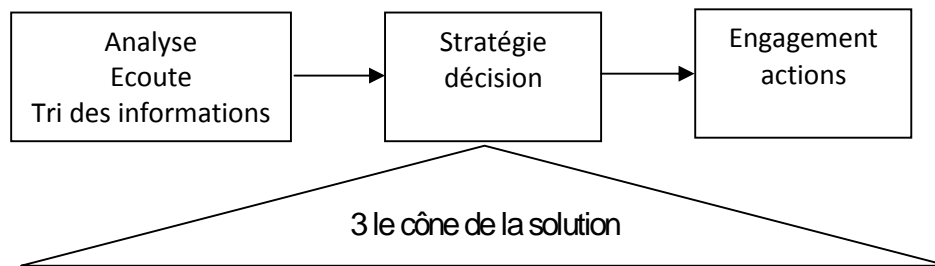 Analyse
Ecoute
Tri des informations
Stratégie
décision
Engagement
actions
3 le cône de la solution